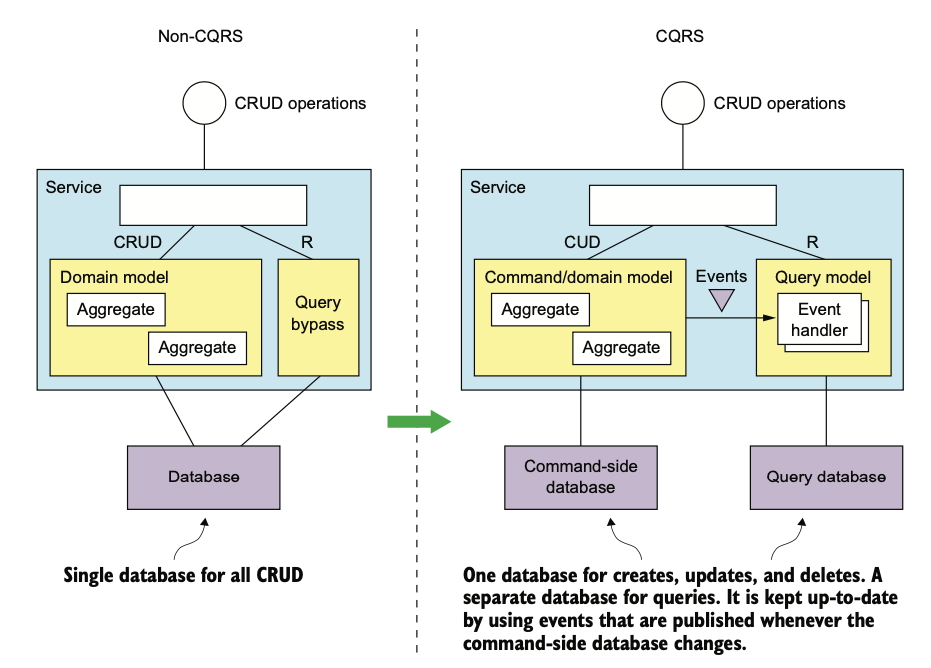 Non-CQRS
CRUD operations
Service
CRUD
R
Domain model
Aggregate
Aggregate
Query
bypass
Database
Single database for all CRUD
CQRS
CRUD operations
Service
CUD
R
Command/domain model
Aggregate
Aggregate
Events
Query model
Event
handler
Command-side
database
Query database
One database for creates, updates, and deletes. A
separate database for queries. It is kept up-to-date
by using events that are published whenever the
command-side database changes.